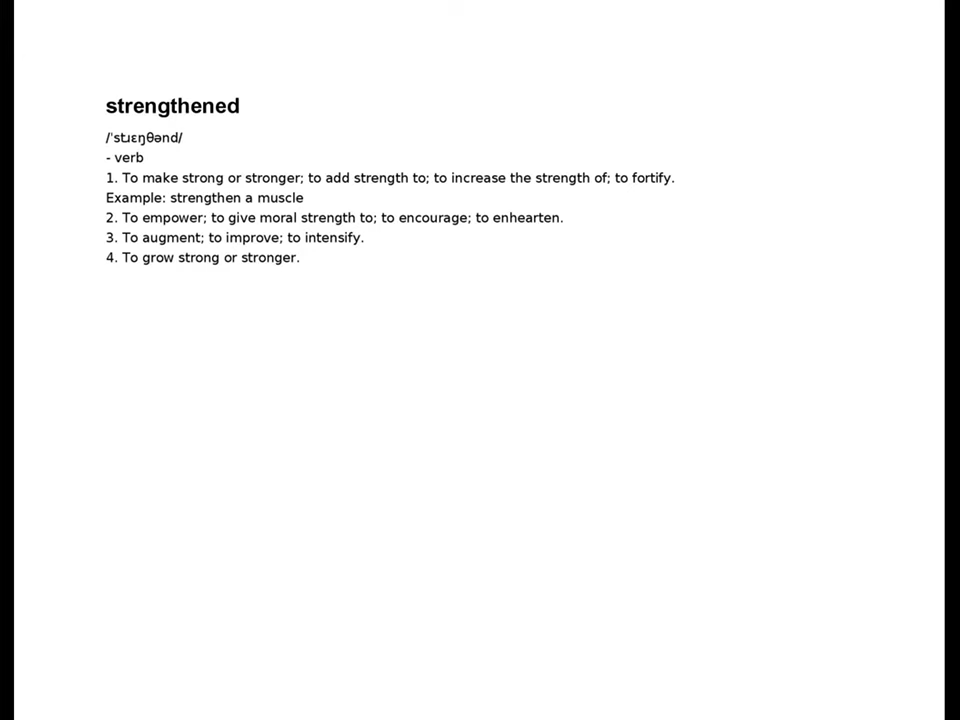 strengthened
/ˈstɹɛŋθənd/
- verb
1. To make strong or stronger; to add strength to; to increase the strength of; to fortify.
Example: strengthen a muscle
2. To empower; to give moral strength to; to encourage; to enhearten.
3. To augment; to improve; to intensify.
4. To grow strong or stronger.